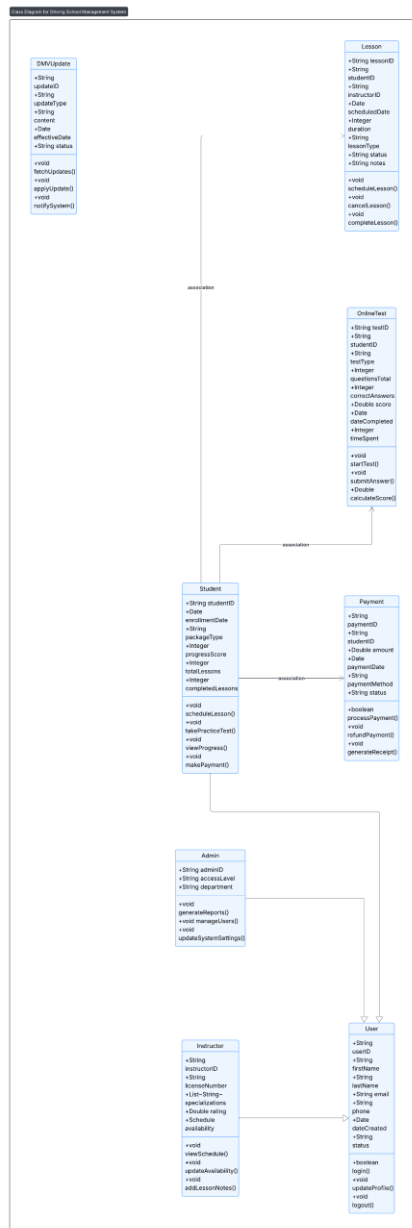 Class Diagram for Driving School Management System
DMVUpdate
+String
updateID
+String
updateType
+String
content
+Date
effectiveDate
+String status
+void
fetchUpdates()
+void
applyUpdate()
+void
notifySystem()
Lesson
+String lessonID
+String
studentID
+String
instructorID
+Date
scheduledDate
+Integer
duration
+String
lessonType
+String status
+String notes
+void
scheduleLesson()
+void
cancelLesson()
+void
completeLesson()
association
OnlineTest
+String testID
+String
studentID
+String
testType
+Integer
questionsTotal
+Integer
correctAnswers
+Double score
+Date
dateCompleted
+Integer
timeSpent
+void
startTest()
+void
submitAnswer()
+Double
calculateScore()
association
Student
+String studentID
+Date
enrollmentDate
+String
packageType
+Integer
progressScore
+Integer
totalLessons
+Integer
completedLessons
+void
scheduleLesson()
+void
takePracticeTest()
+void
viewProgress()
+void
makePayment()
association
Payment
+String
paymentID
+String
studentID
+Double amount
+Date
paymentDate
+String
paymentMethod
+String status
+boolean
processPayment()
+void
refundPayment()
+void
generateReceipt()
Admin
+String adminID
+String accessLevel
+String department
+void
generateReports()
+void manageUsers()
+void
updateSystemSettings()
Instructor
+String
instructorID
+String
licenseNumber
+List~String~
specializations
+Double rating
+Schedule
availability
+void
viewSchedule()
+void
updateAvailability()
+void
addLessonNotes()
User
+String
userID
+String
firstName
+String
lastName
+String email
+String
phone
+Date
dateCreated
+String
status
+boolean
login()
+void
updateProfile()
+void
logout()